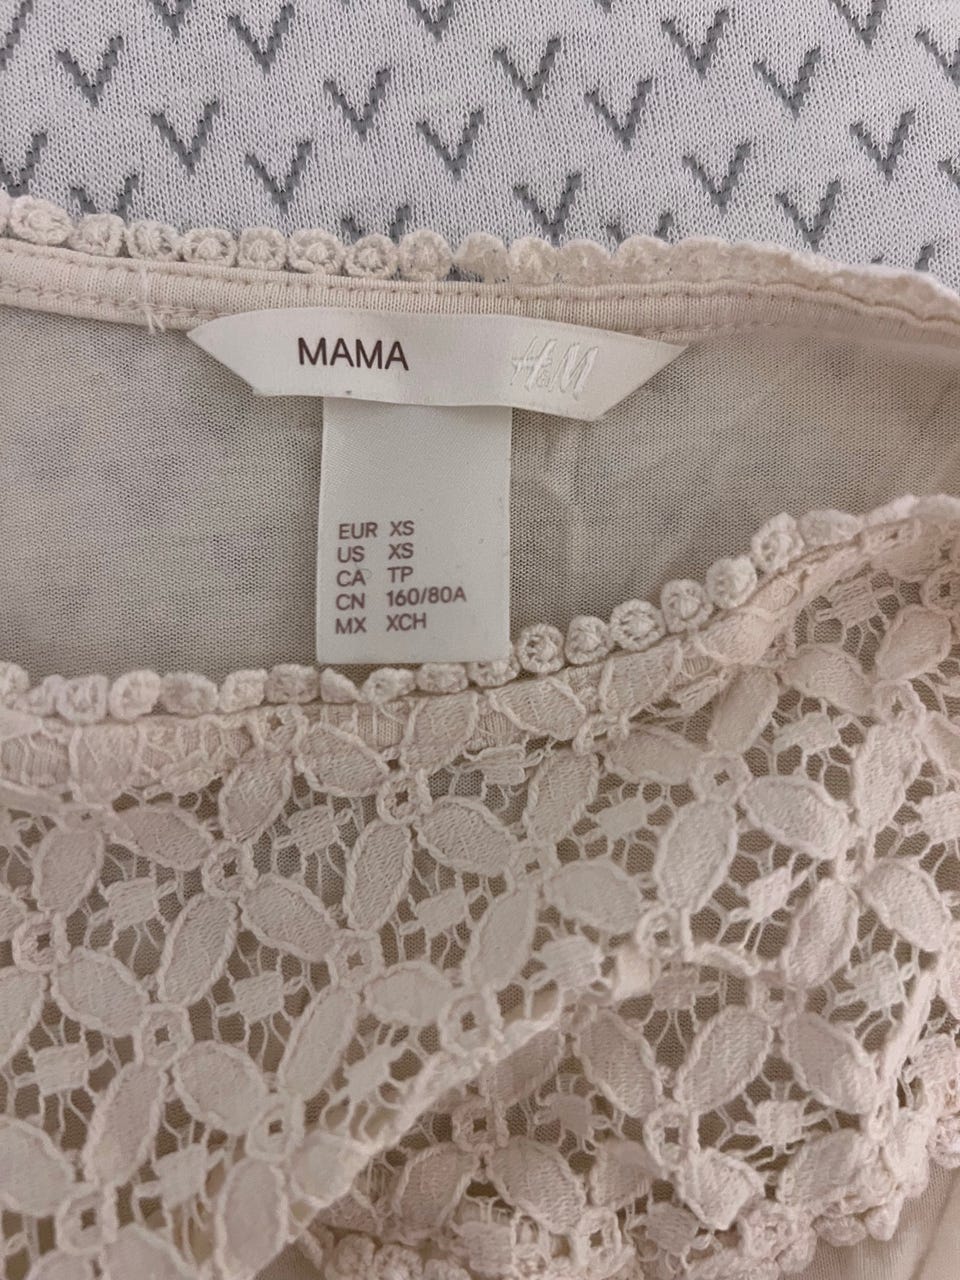 MAMA H&M
EUR XS
US XS
CA TP
CN 160/80A
MX XCH